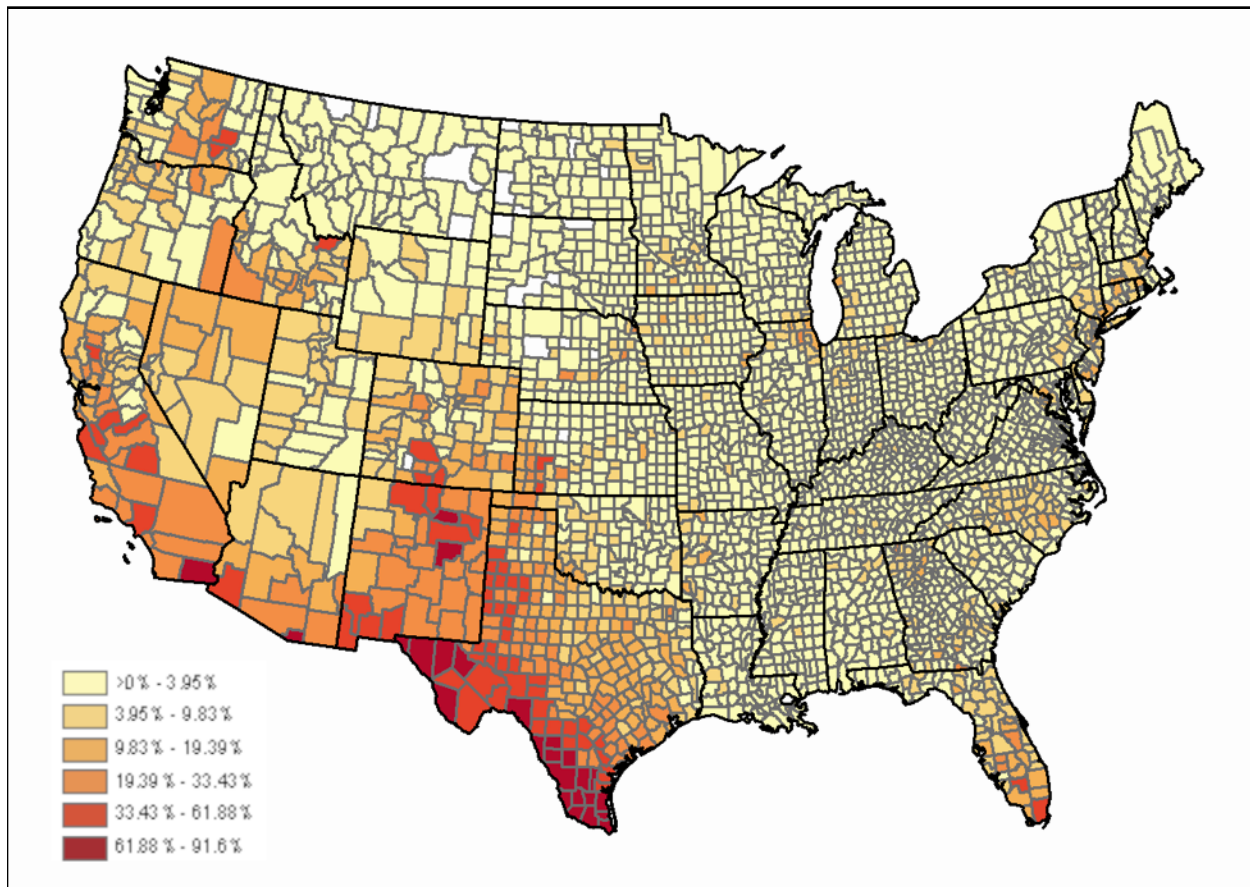 >0% - 3.95%
3.95% - 9.83%
9.83% - 19.39%
19.39% - 33.43%
33.43% - 61.88%
61.88% - 91.6%